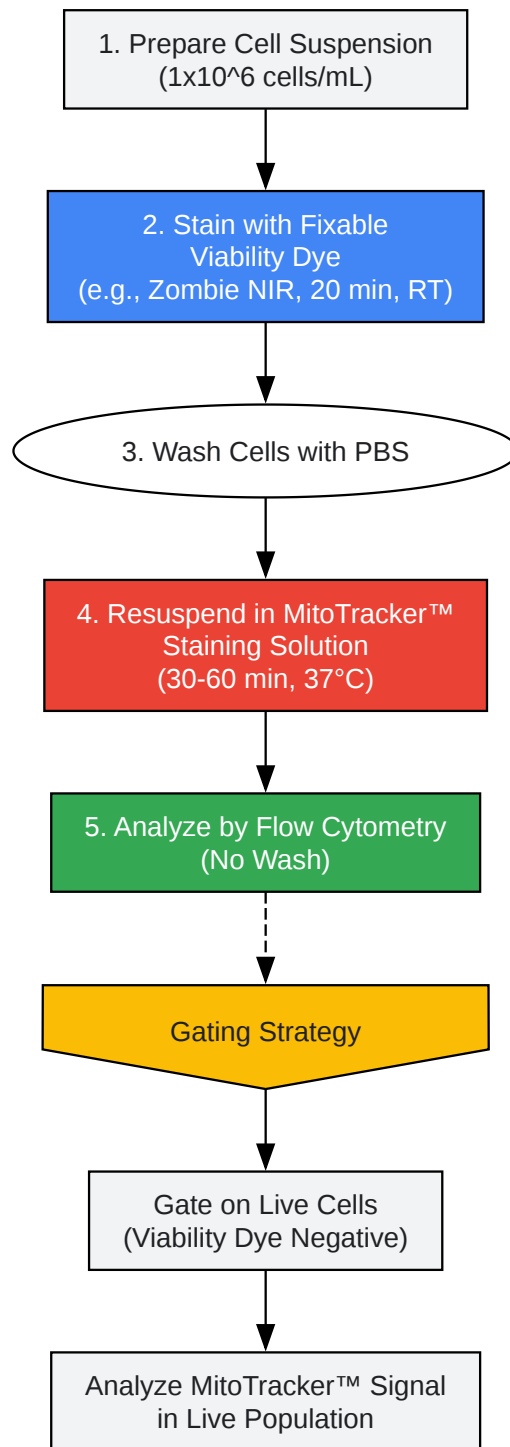 1. Prepare Cell Suspension
(1x10^6 cells/mL)
2. Stain with Fixable
Viability Dye
(e.g., Zombie NIR, 20 min, RT)
3. Wash Cells with PBS
4. Resuspend in MitoTracker™
Staining Solution
(30-60 min, 37°C)
5. Analyze by Flow Cytometry
(No Wash)
Gating Strategy
Gate on Live Cells
(Viability Dye Negative)
Analyze MitoTracker™ Signal
in Live Population